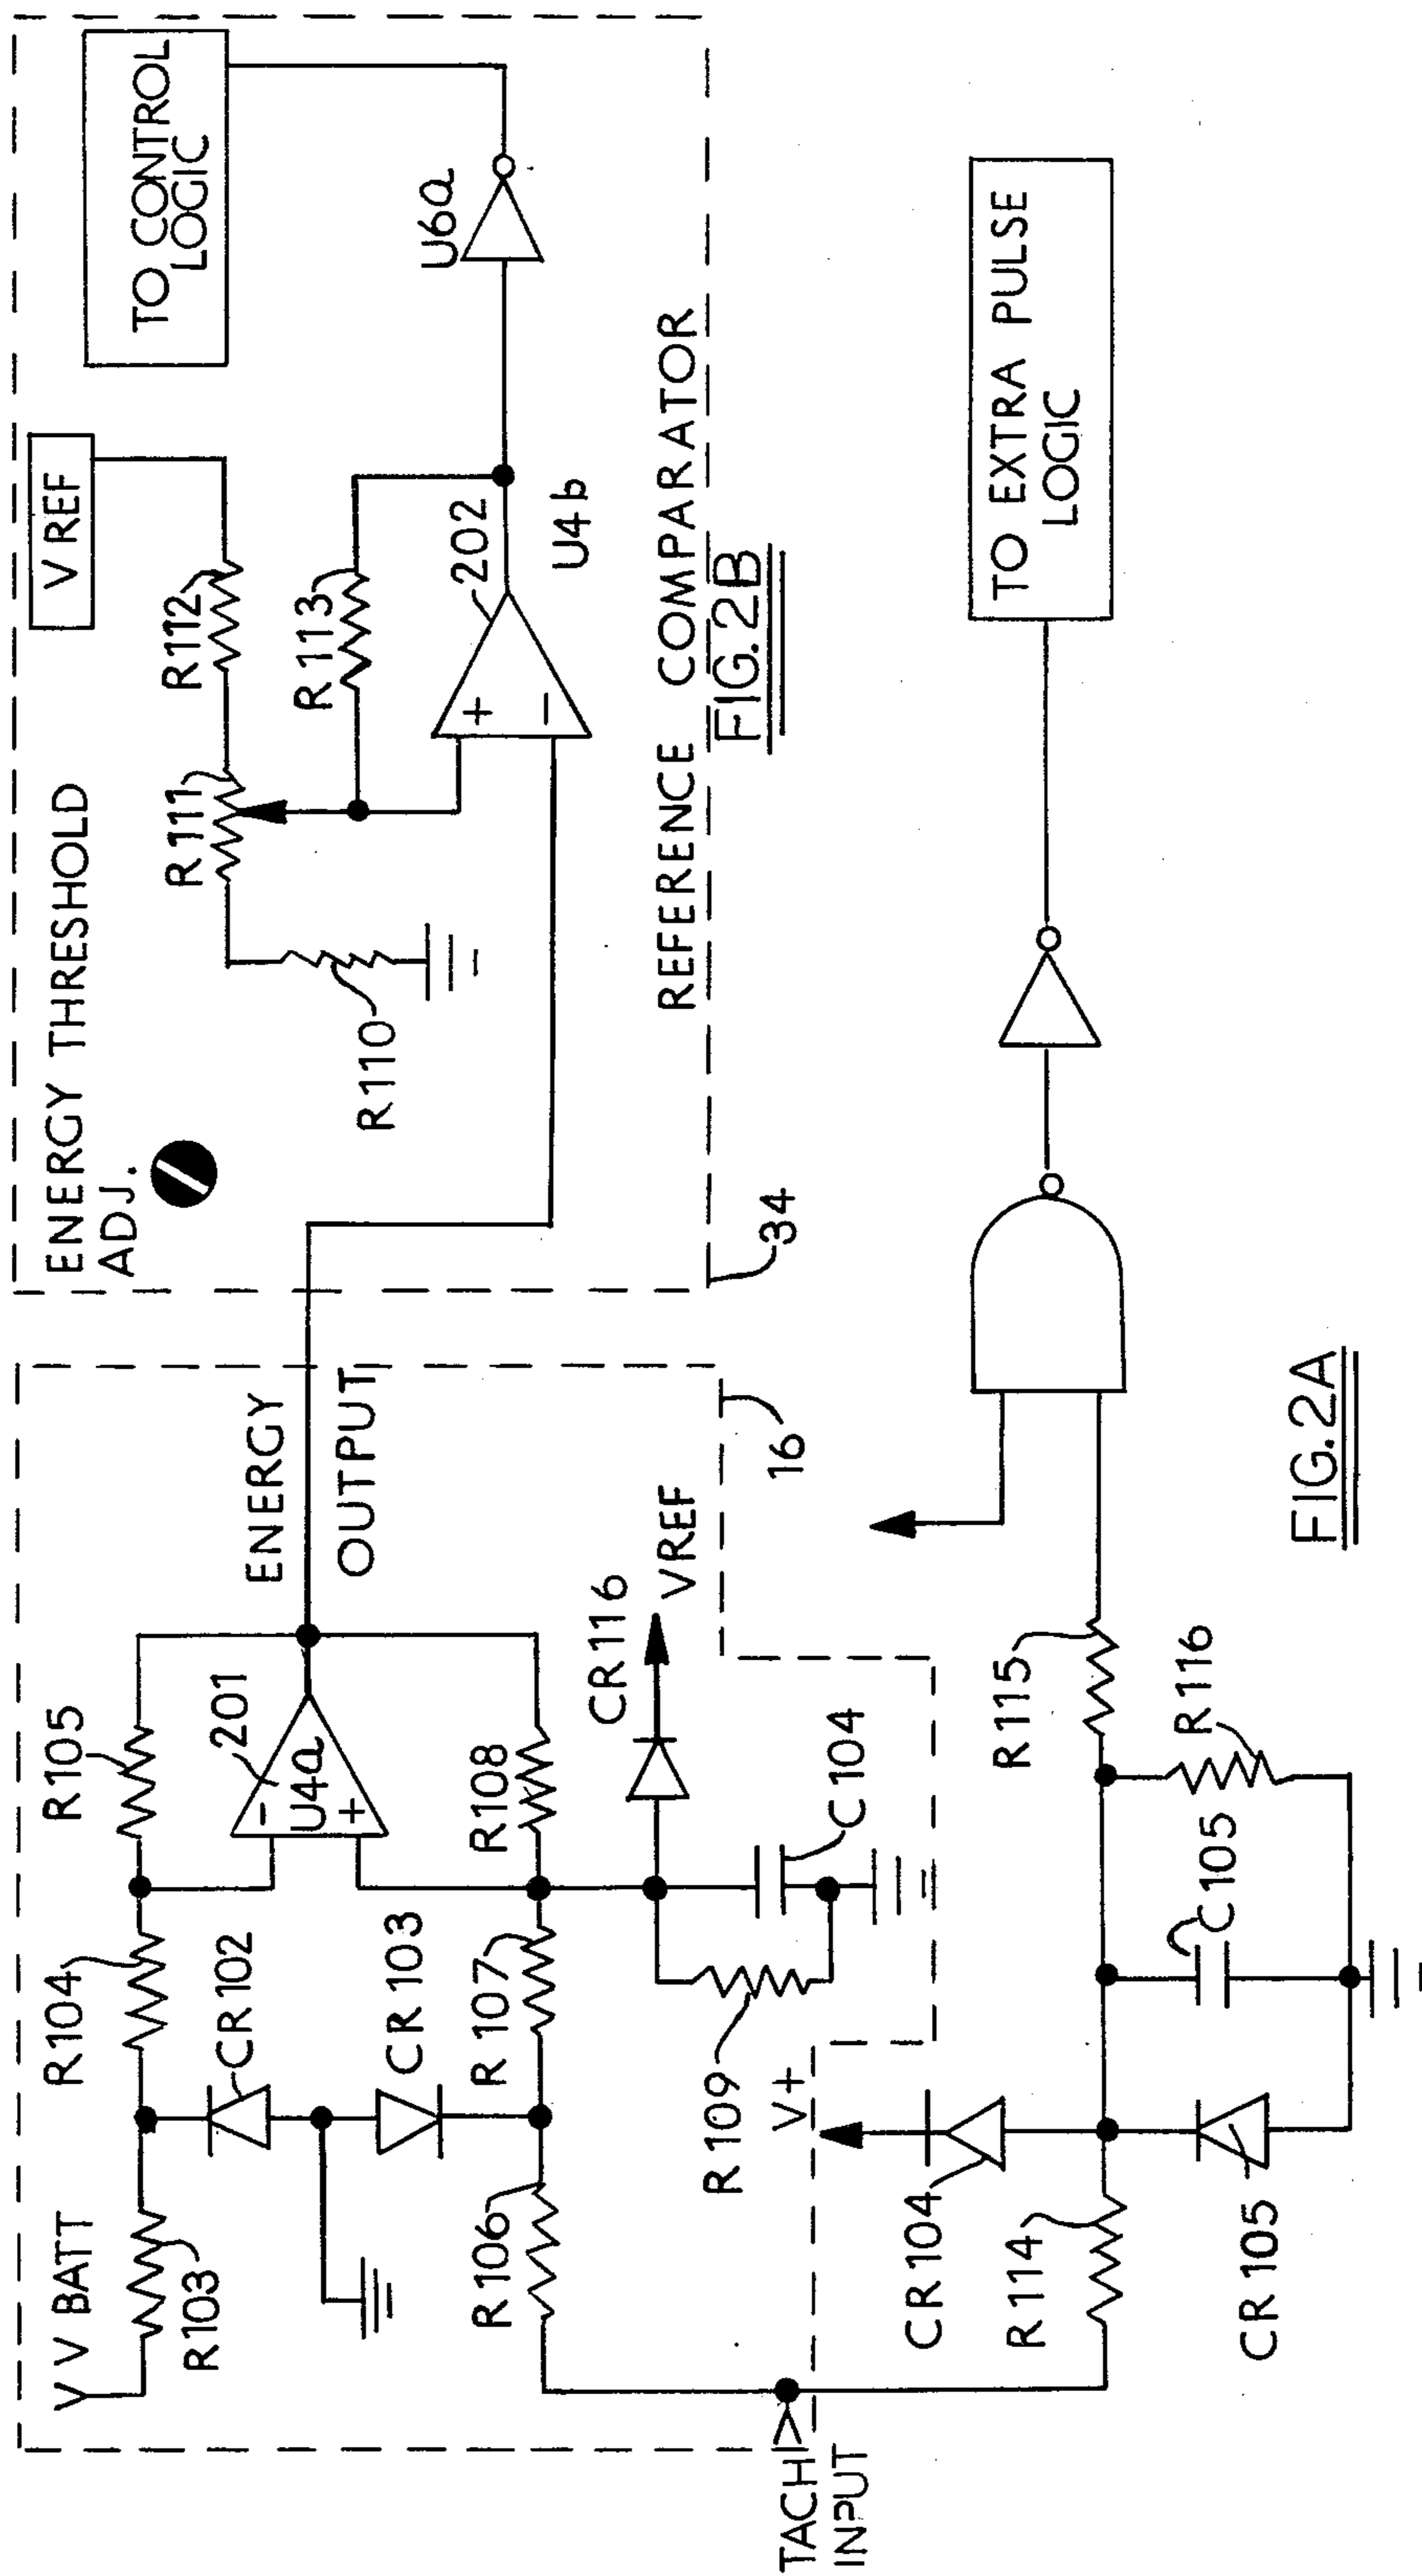 ENERGY THRESHOLD
ADJ.
V REF
TO CONTROL
LOGIC
R111
R112
R110
R113
+
−
202
U4b
U6a
REFERENCE COMPARATOR
FIG.2B
34
V V BATT
R103
R104
R105
CR102
CR103
201
U4a
−
+
ENERGY
OUTPUT
R106
R107
R108
R109
C104
CR116
VREF
16
TACH
INPUT
V+
CR104
R114
CR105
C105
R116
R115
TO EXTRA PULSE
LOGIC
FIG.2A